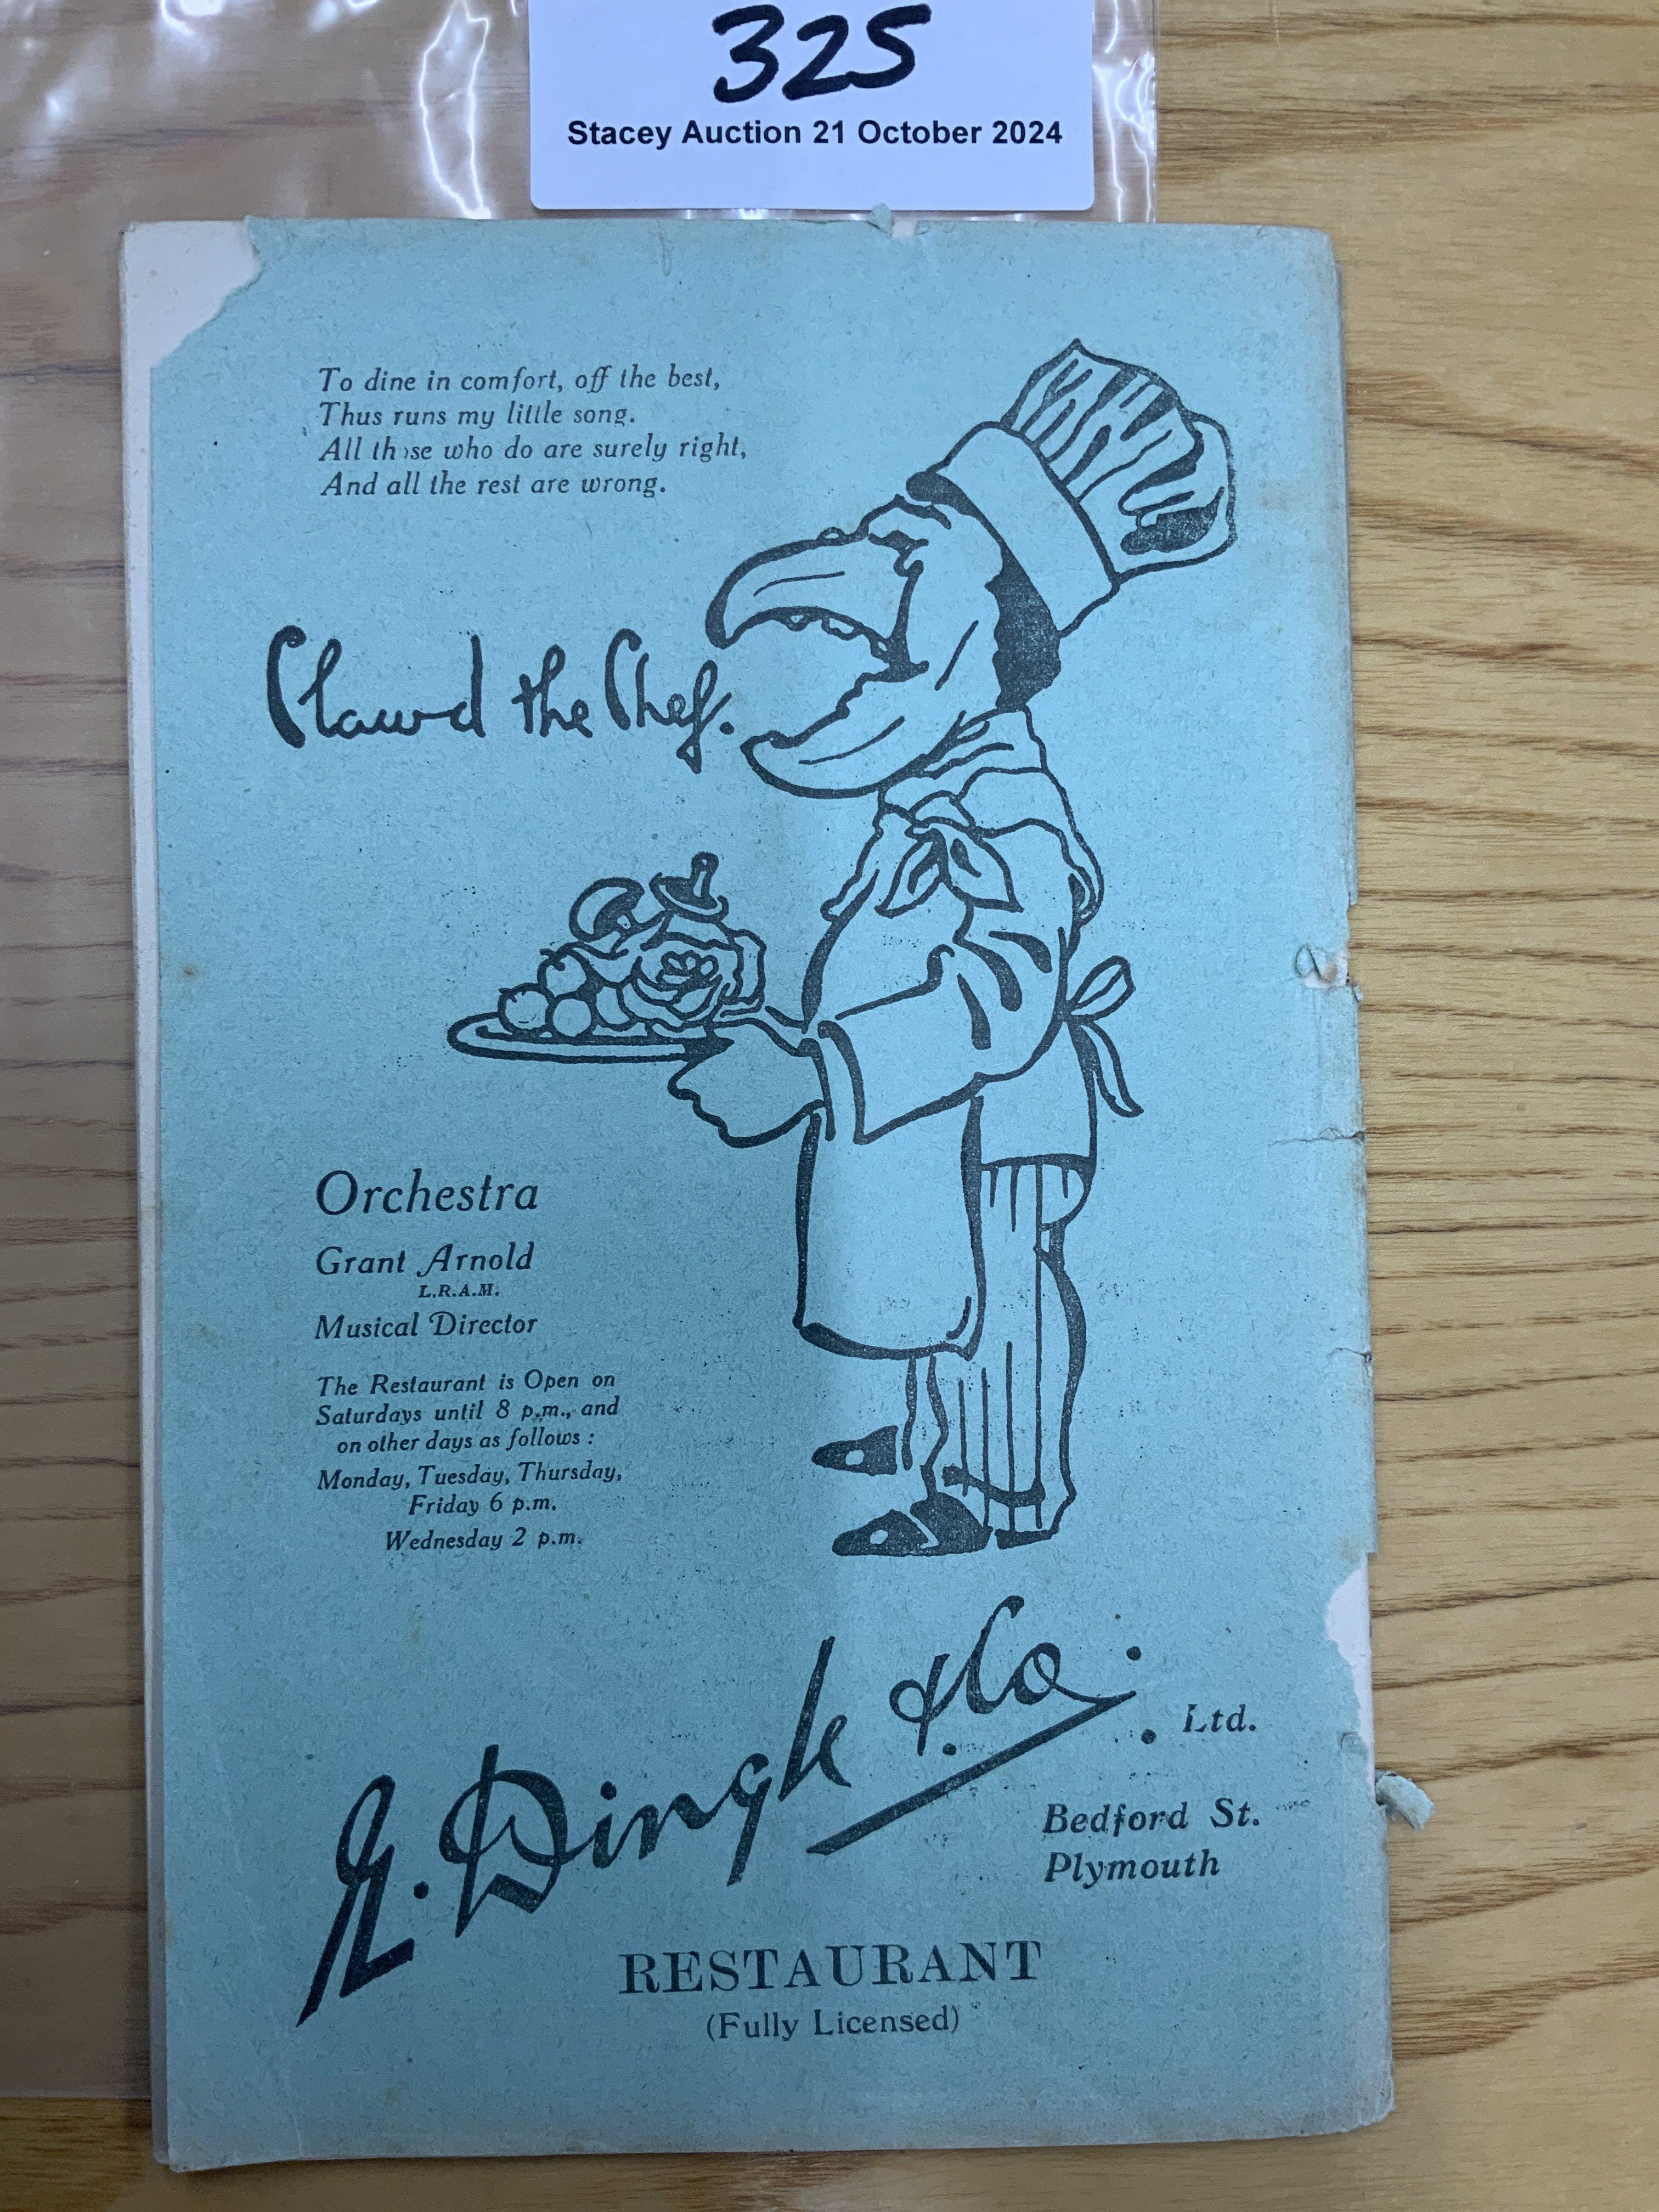 325
Stacey Auction 21 October 2024
To dine in comfort, off the best,
Thus runs my little song.
All those who do are surely right,
And all the rest are wrong.
Clawd the Chef.
Orchestra
Grant Arnold
L.R.A.M.
Musical Director
The Restaurant is Open on
Saturdays until 8 p.m., and
on other days as follows :
Monday, Tuesday, Thursday,
Friday 6 p.m.
Wednesday 2 p.m.
E. Dingle & Co. Ltd.
Bedford St.
Plymouth
RESTAURANT
(Fully Licensed)